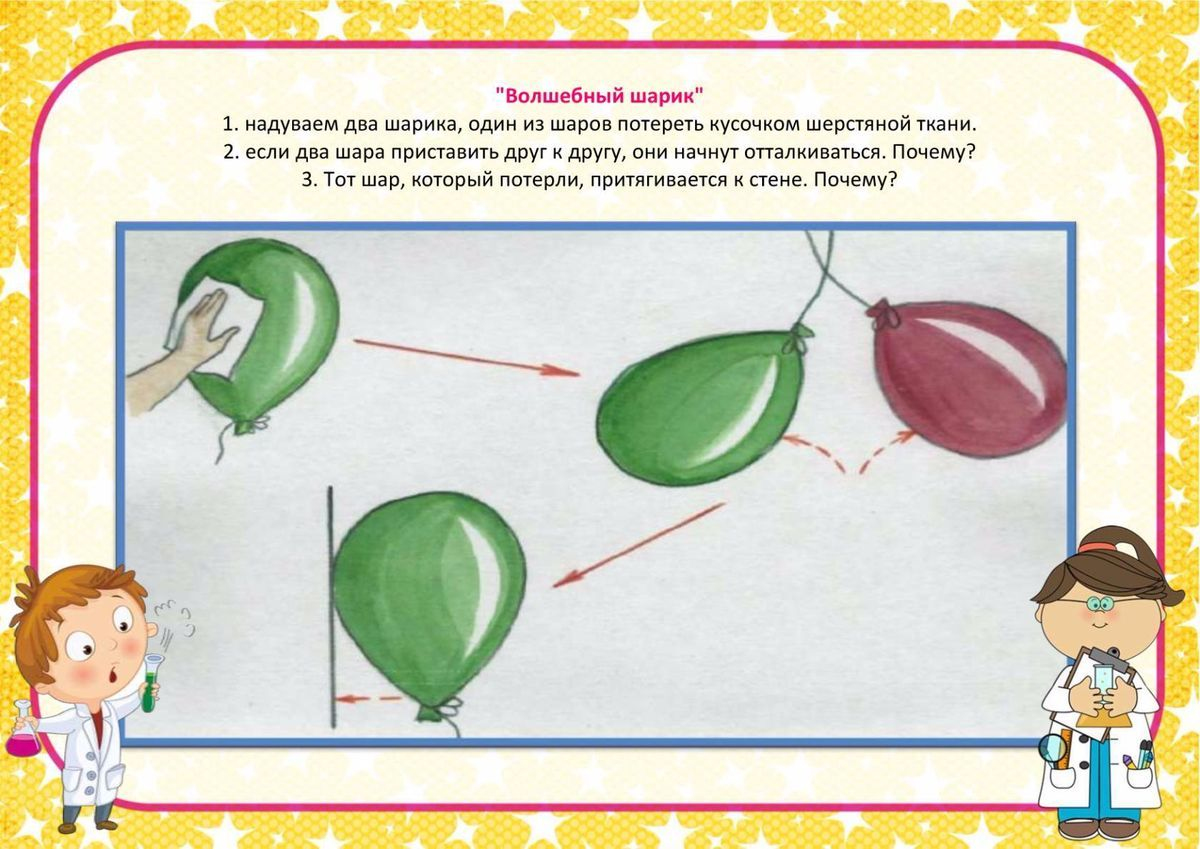 "Волшебный шарик"
1. надуваем два шарика, один из шаров потереть кусочком шерстяной ткани.
2. если два шара приставить друг к другу, они начнут отталкиваться. Почему?
3. Тот шар, который потерли, притягивается к стене. Почему?